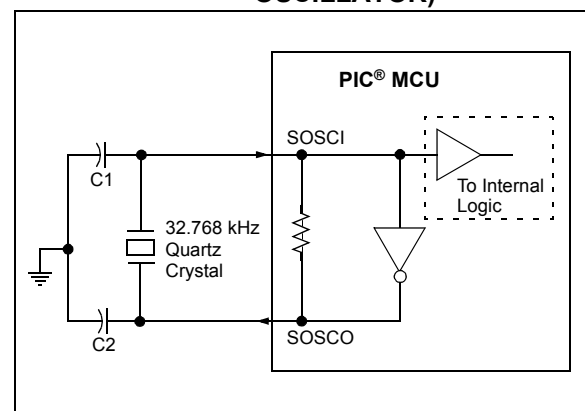 OSCILLATOR)
PIC® MCU
SOSCI
C1
To Internal
Logic
32.768 kHz
Quartz
Crystal
C2
SOSCO